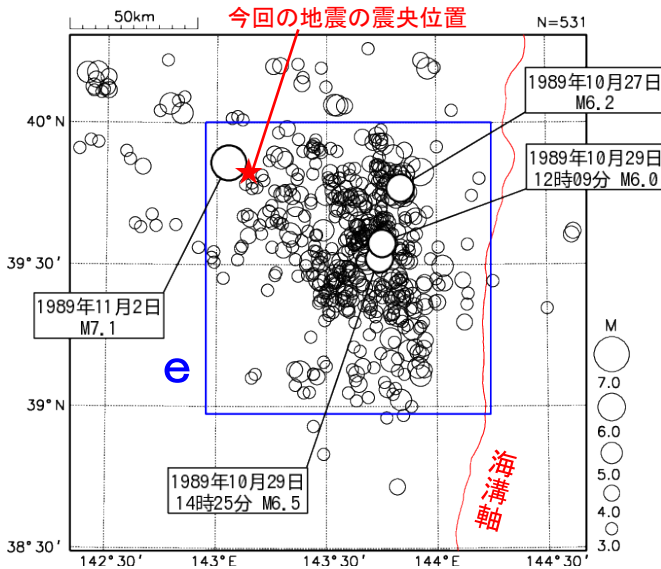 50km
今回の地震の震央位置
N=531
1989年10月27日
M6.2
40°N
1989年10月29日
12時09分 M6.0
39°30'
1989年11月2日
M7.1
e
M
7.0
6.0
5.0
4.0
3.0
39°N
1989年10月29日
14時25分 M6.5
海溝軸
38°30'
142°30'
143°E
143°30'
144°E
144°30'